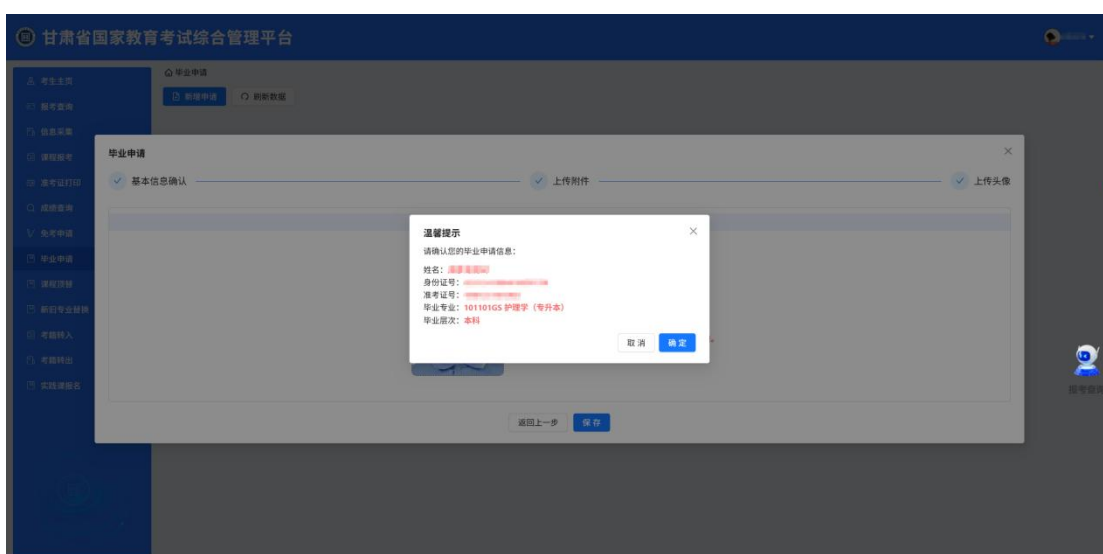 甘肃省国家教育考试综合管理平台
考生主页
毕业申请
报考查询
新增申请
刷新数据
信息采集
课程报考
毕业申请
准考证打印
基本信息确认
上传附件
上传头像
成绩查询
免考申请
毕业申请
课程顶替
新旧专业替换
考籍转入
考籍转出
实践课报名
温馨提示
请确认您的毕业申请信息：
姓名：
身份证号：
准考证号：
毕业专业：101101GS 护理学（专升本）
毕业层次：本科
取 消
确 定
返回上一步
保 存